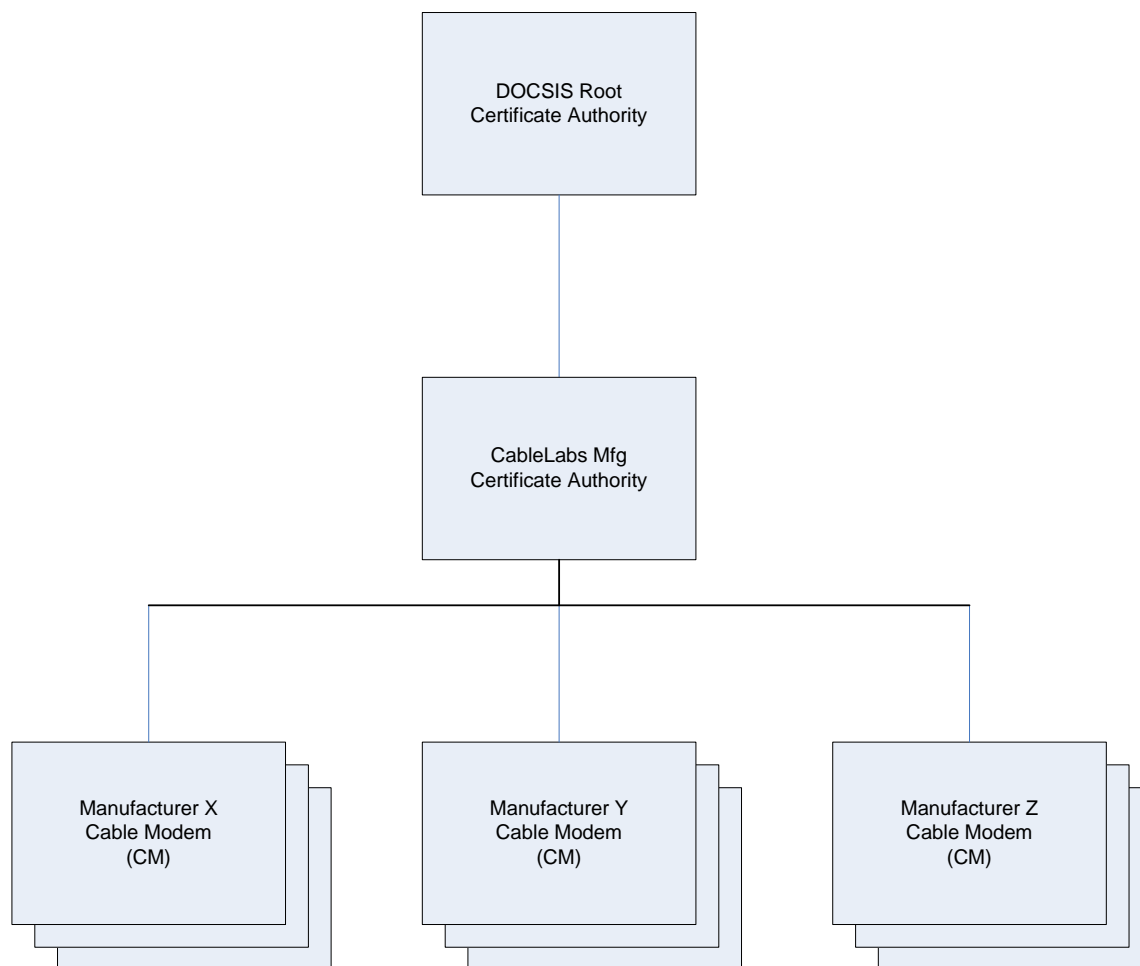 DOCSIS Root
Certificate Authority
CableLabs Mfg
Certificate Authority
Manufacturer X
Cable Modem
(CM)
Manufacturer Y
Cable Modem
(CM)
Manufacturer Z
Cable Modem
(CM)